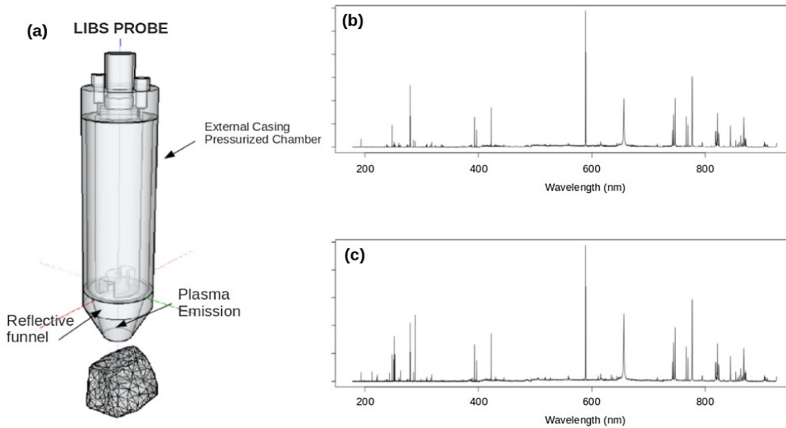 (a)
LIBS PROBE
External Casing
Pressurized Chamber
Plasma
Emission
Reflective
funnel
(b)
200 400 600 800
Wavelength (nm)
(c)
200 400 600 800
Wavelength (nm)